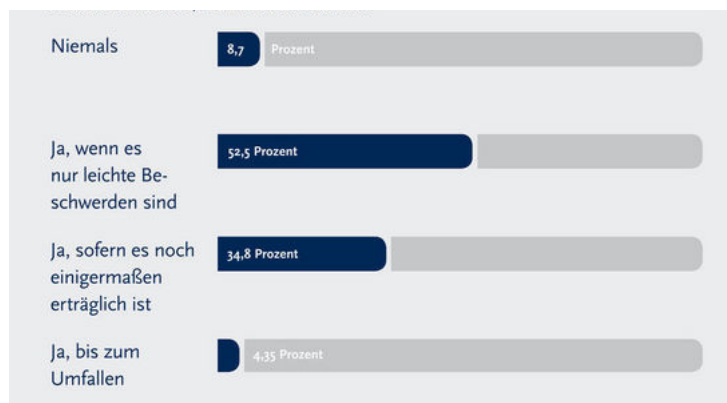 Niemals
8,7 Prozent
Ja, wenn es
nur leichte Be-
schwerden sind
52,5 Prozent
Ja, sofern es noch
einigermaßen
erträglich ist
34,8 Prozent
Ja, bis zum
Umfallen
4,35 Prozent